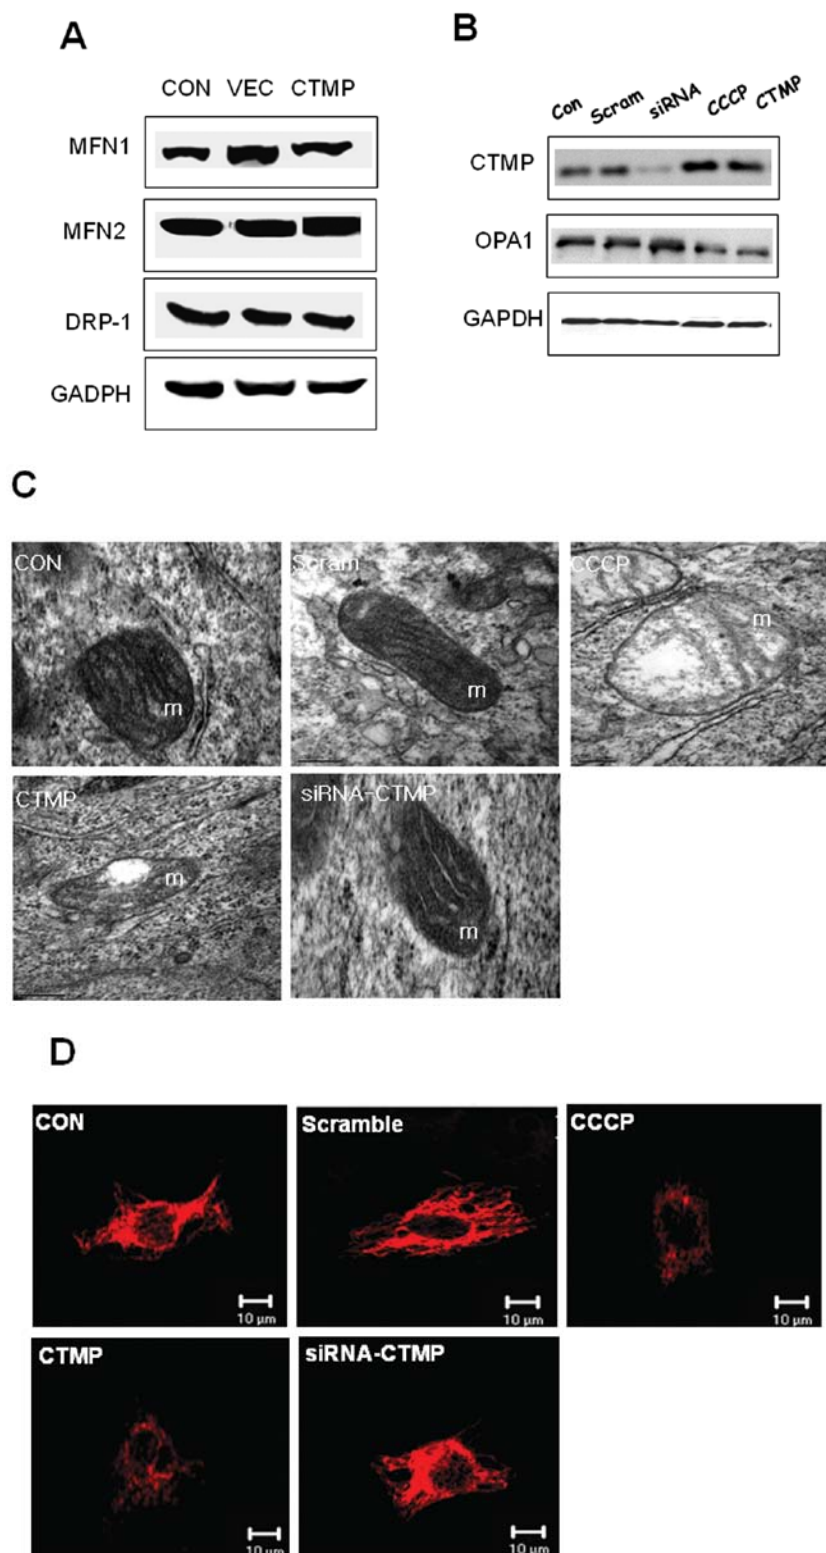 A
CON VEC CTMP
MFN1
MFN2
DRP-1
GADPH
B
Con Scram siRNA CCCP CTMP
CTMP
OPA1
GAPDH
C
CON
Scram
CCCP
m
m
m
CTMP
siRNA-CTMP
m
m
D
CON
Scramble
CCCP
10 µm
10 µm
10 µm
CTMP
siRNA-CTMP
10 µm
10 µm